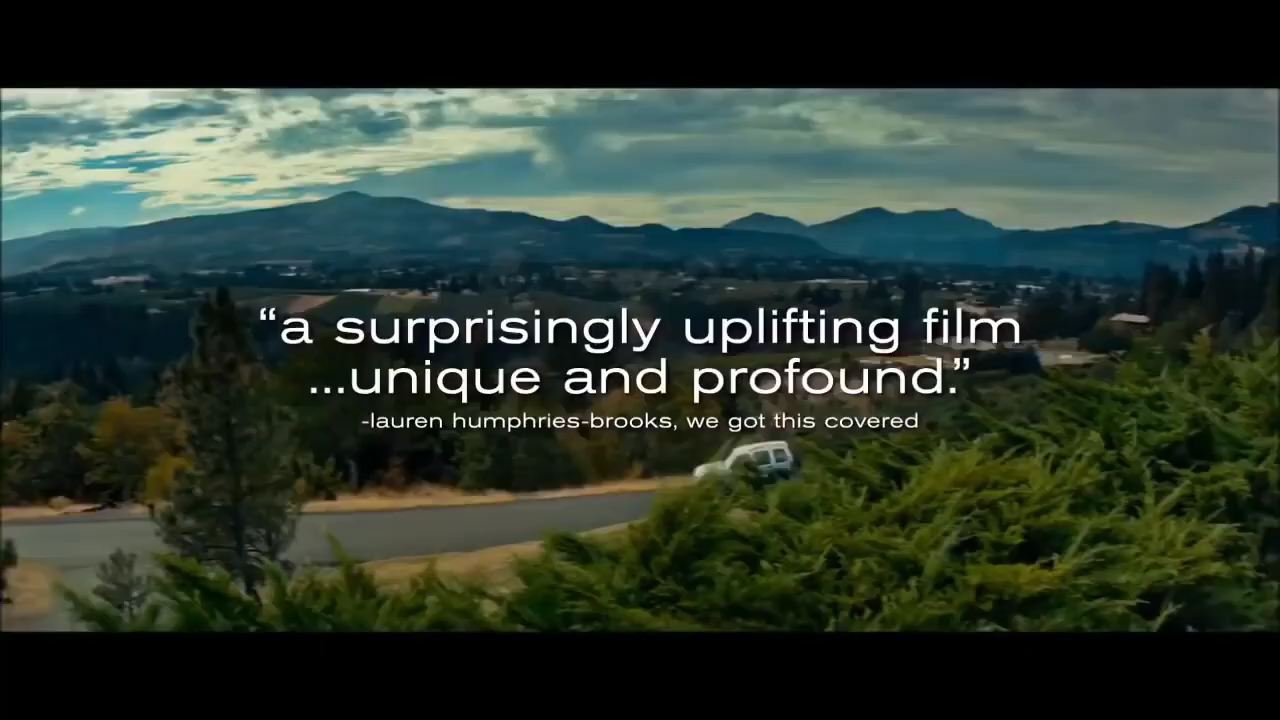 “a surprisingly uplifting film
...unique and profound.”
-lauren humphries-brooks, we got this covered